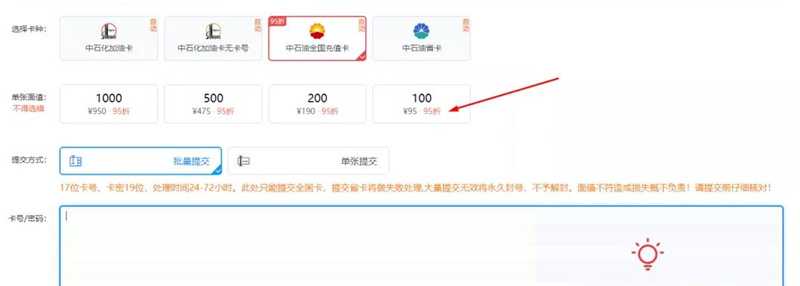 选择卡种：
中石化加油卡
自动
中石化加油卡无卡号
自动
95折
中石油全国充值卡
自动
中石油省卡
自动
单张面值：
不得选错
1000
¥950 95折
500
¥475 95折
200
¥190 95折
100
¥95 95折
提交方式：
批量提交
单张提交
17位卡号、卡密19位、处理时间24-72小时。此处只能提交全国卡、提交省卡将做失败处理,大量提交无效将永久封号、不予解封。面值不符造成损失概不负责！请提交前仔细核对！
卡号/密码：